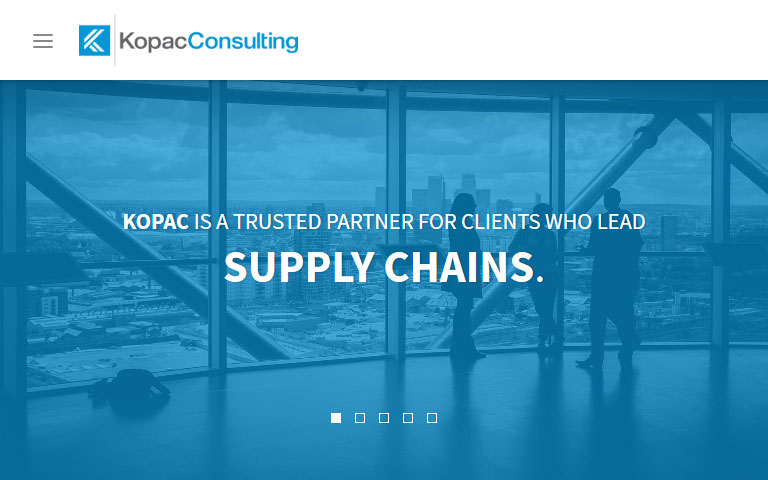 KopacConsulting
KOPAC IS A TRUSTED PARTNER FOR CLIENTS WHO LEAD
SUPPLY CHAINS.